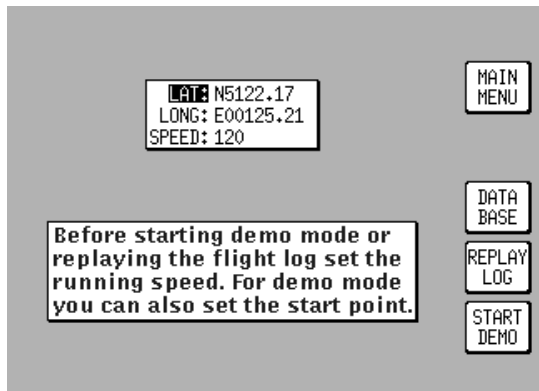 LAT: N5122.17
LONG: E00125.21
SPEED: 120
Before starting demo mode or
replaying the flight log set the
running speed. For demo mode
you can also set the start point.
MAIN
MENU
DATA
BASE
REPLAY
LOG
START
DEMO